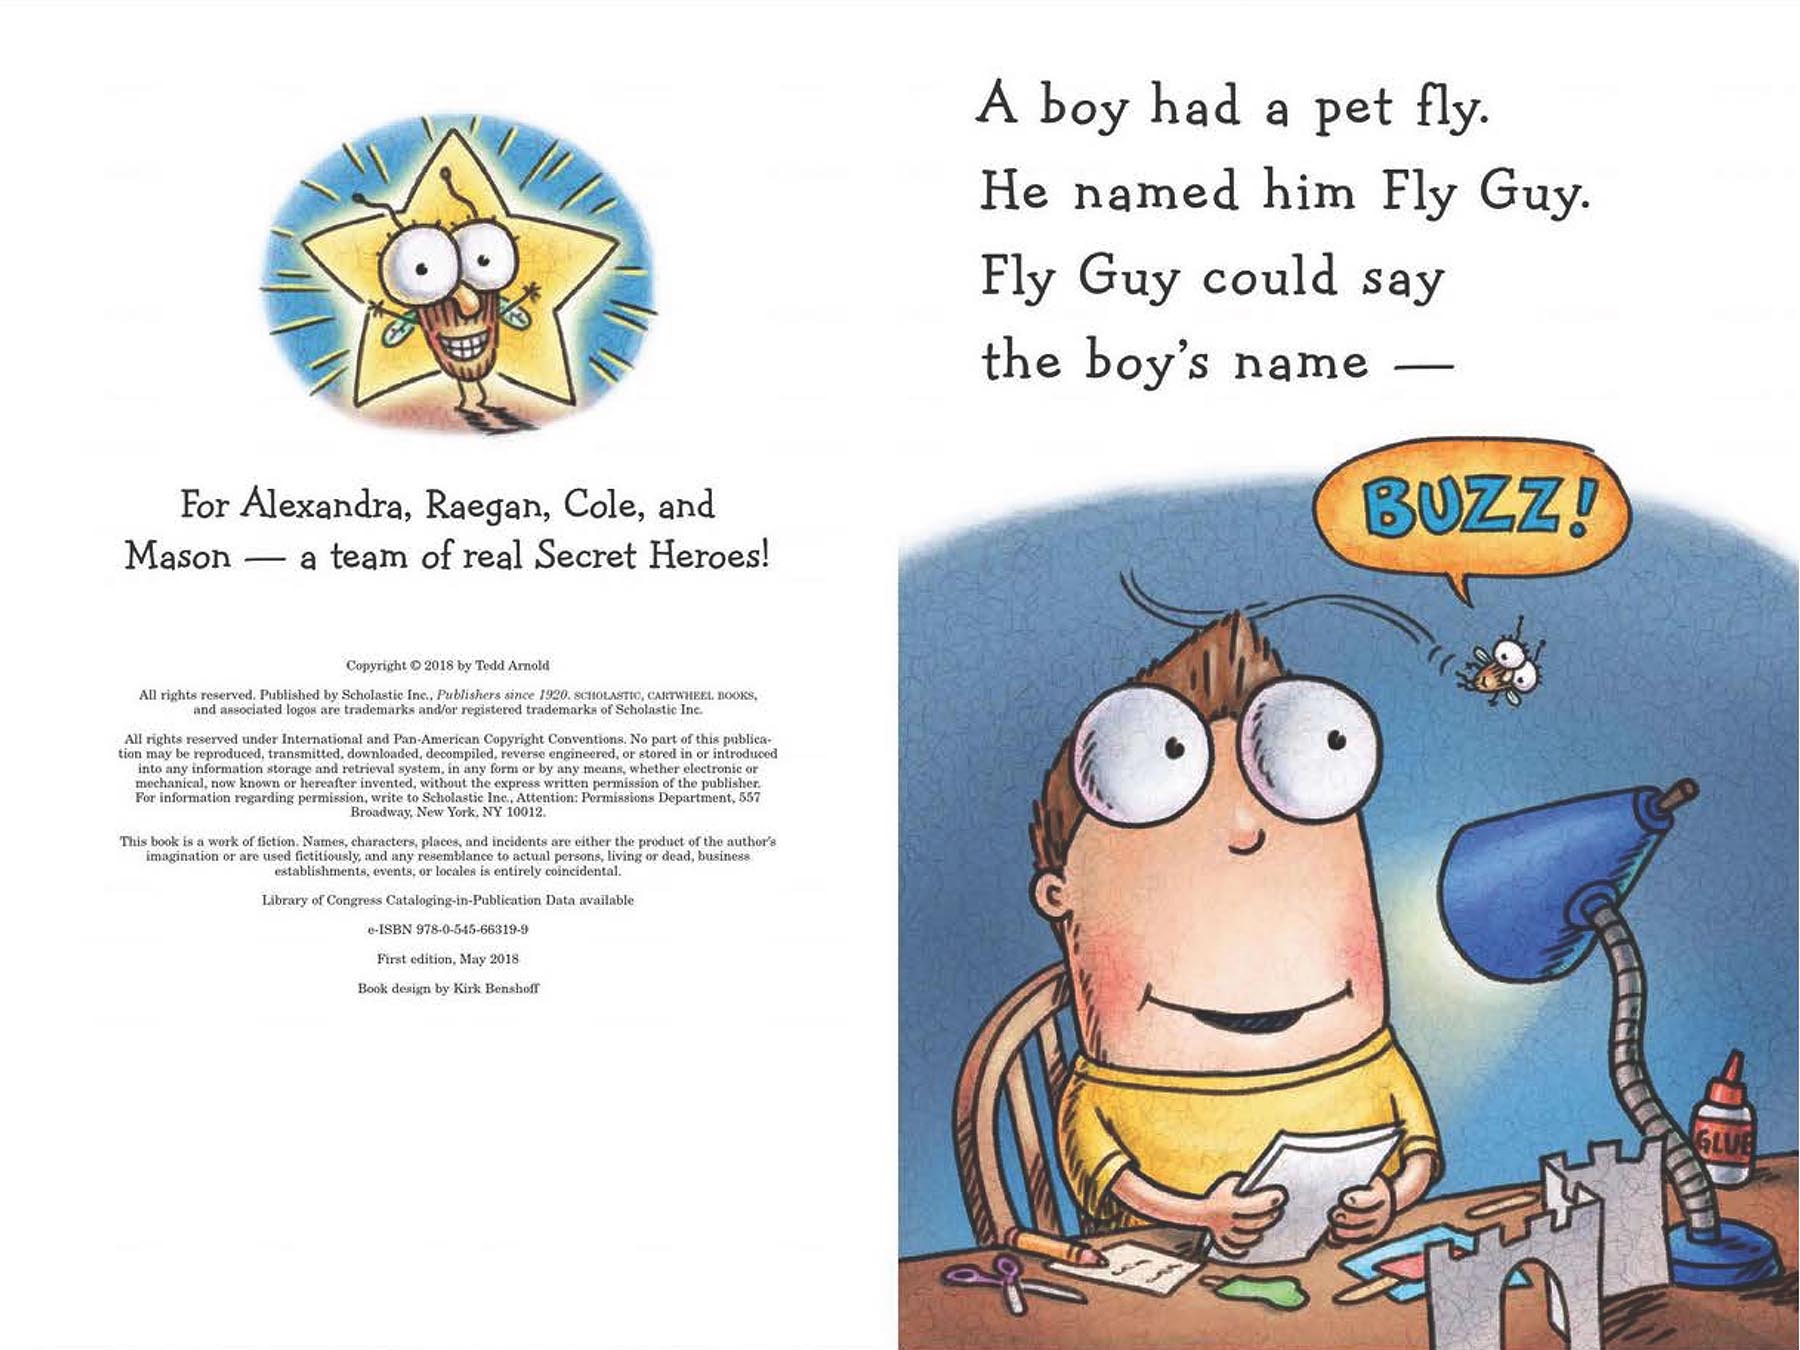 For Alexandra, Raegan, Cole, and
Mason — a team of real Secret Heroes!
Copyright © 2018 by Tedd Arnold
All rights reserved. Published by Scholastic Inc., Publishers since 1920. SCHOLASTIC, CARTWHEEL BOOKS,
and associated logos are trademarks and/or registered trademarks of Scholastic Inc.
All rights reserved under International and Pan-American Copyright Conventions. No part of this publica-
tion may be reproduced, transmitted, downloaded, decompiled, reverse engineered, or stored in or introduced
into any information storage and retrieval system, in any form or by any means, whether electronic or
mechanical, now known or hereafter invented, without the express written permission of the publisher.
For information regarding permission, write to Scholastic Inc., Attention: Permissions Department, 557
Broadway, New York, NY 10012.
This book is a work of fiction. Names, characters, places, and incidents are either the product of the author's
imagination or are used fictitiously, and any resemblance to actual persons, living or dead, business
establishments, events, or locales is entirely coincidental.
Library of Congress Cataloging-in-Publication Data available
e-ISBN 978-0-545-66319-9
First edition, May 2018
Book design by Kirk Benshoff
A boy had a pet fly.
He named him Fly Guy.
Fly Guy could say
the boy's name —
BUZZ!
GLUE